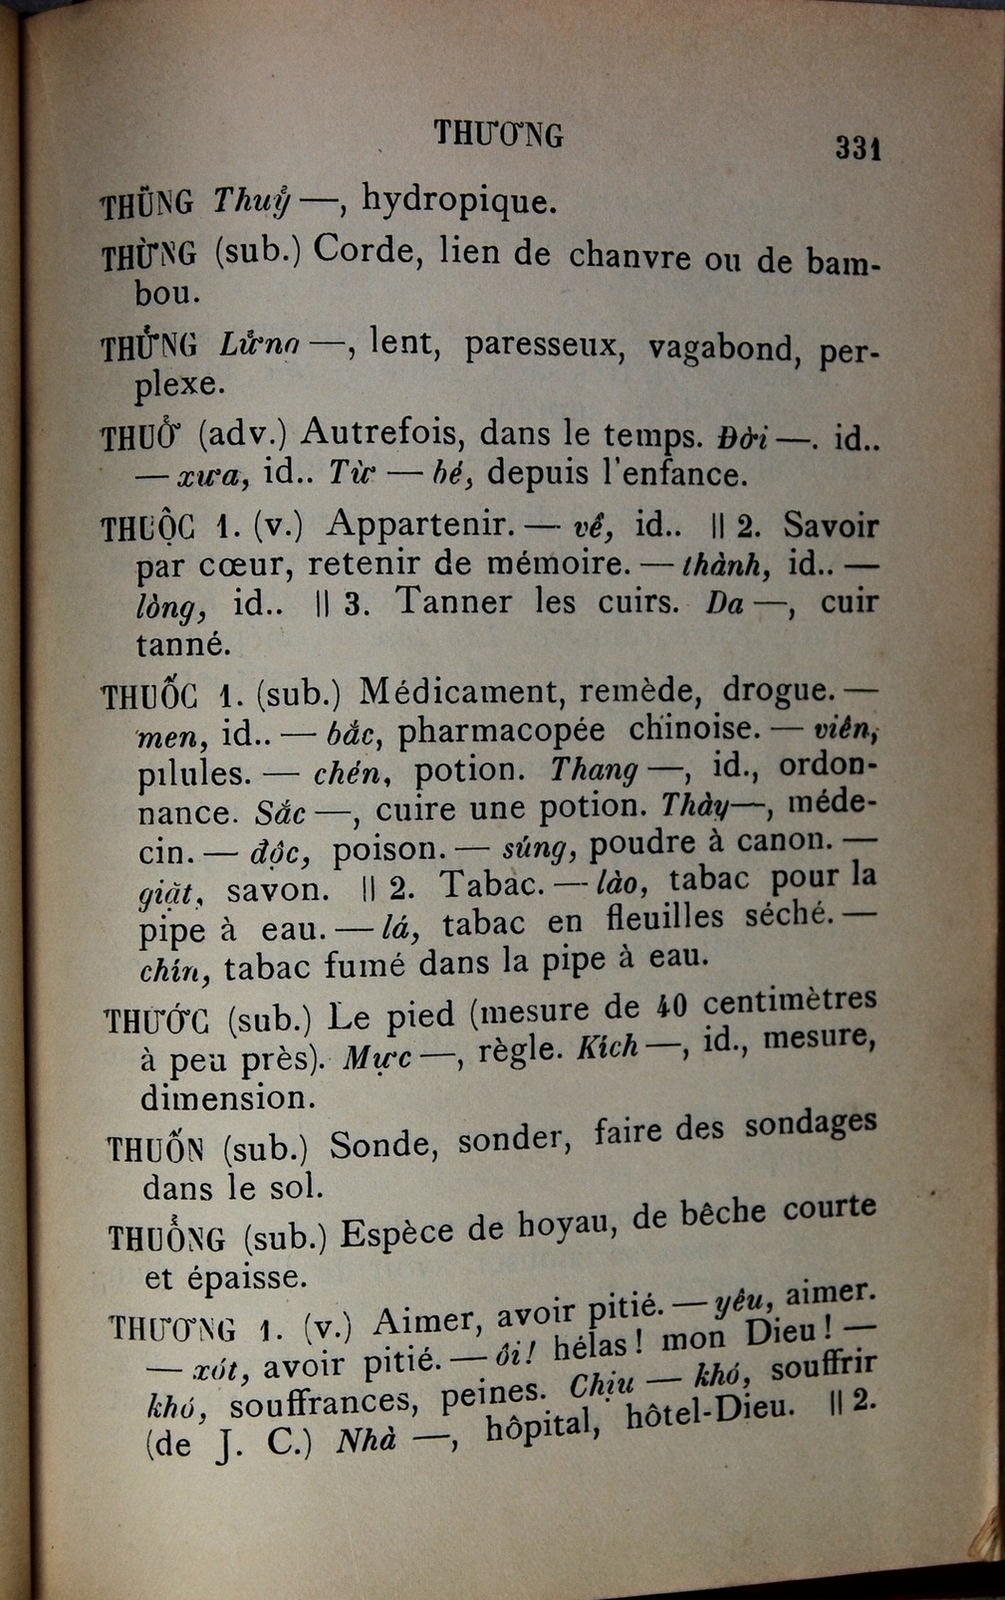 THƯƠNG
331
THŨNG Thuỷ —, hydropique.
THỪNG (sub.) Corde, lien de chanvre ou de bam-
bou.
THỬNG Lửng —, lent, paresseux, vagabond, per-
plexe.
THUỞ (adv.) Autrefois, dans le temps. Đời —. id..
— xưa, id.. Từ — bé, depuis l'enfance.
THUỘC 1. (v.) Appartenir. — về, id.. || 2. Savoir
par cœur, retenir de mémoire. — thành, id.. —
lòng, id.. || 3. Tanner les cuirs. Da —, cuir
tanné.
THUỐC 1. (sub.) Médicament, remède, drogue. —
men, id.. — bắc, pharmacopée chinoise. — viên,
pilules. — chén, potion. Thang —, id., ordon-
nance. Sắc —, cuire une potion. Thày —, méde-
cin. — độc, poison. — súng, poudre à canon. —
giặt, savon. || 2. Tabac. — lào, tabac pour la
pipe à eau. — lá, tabac en fleuilles séché. —
chín, tabac fumé dans la pipe à eau.
THƯỚC (sub.) Le pied (mesure de 40 centimètres
à peu près). Mực —, règle. Kích —, id., mesure,
dimension.
THUỐN (sub.) Sonde, sonder, faire des sondages
dans le sol.
THUỔNG (sub.) Espèce de hoyau, de bêche courte
et épaisse.
THƯƠNG 1. (v.) Aimer, avoir pitié. — yêu, aimer.
— xót, avoir pitié. — ôi! hélas! mon Dieu! —
khó, souffrances, peines. Chịu — khó, souffrir
(de J. C.) Nhà —, hôpital, hôtel-Dieu. || 2.